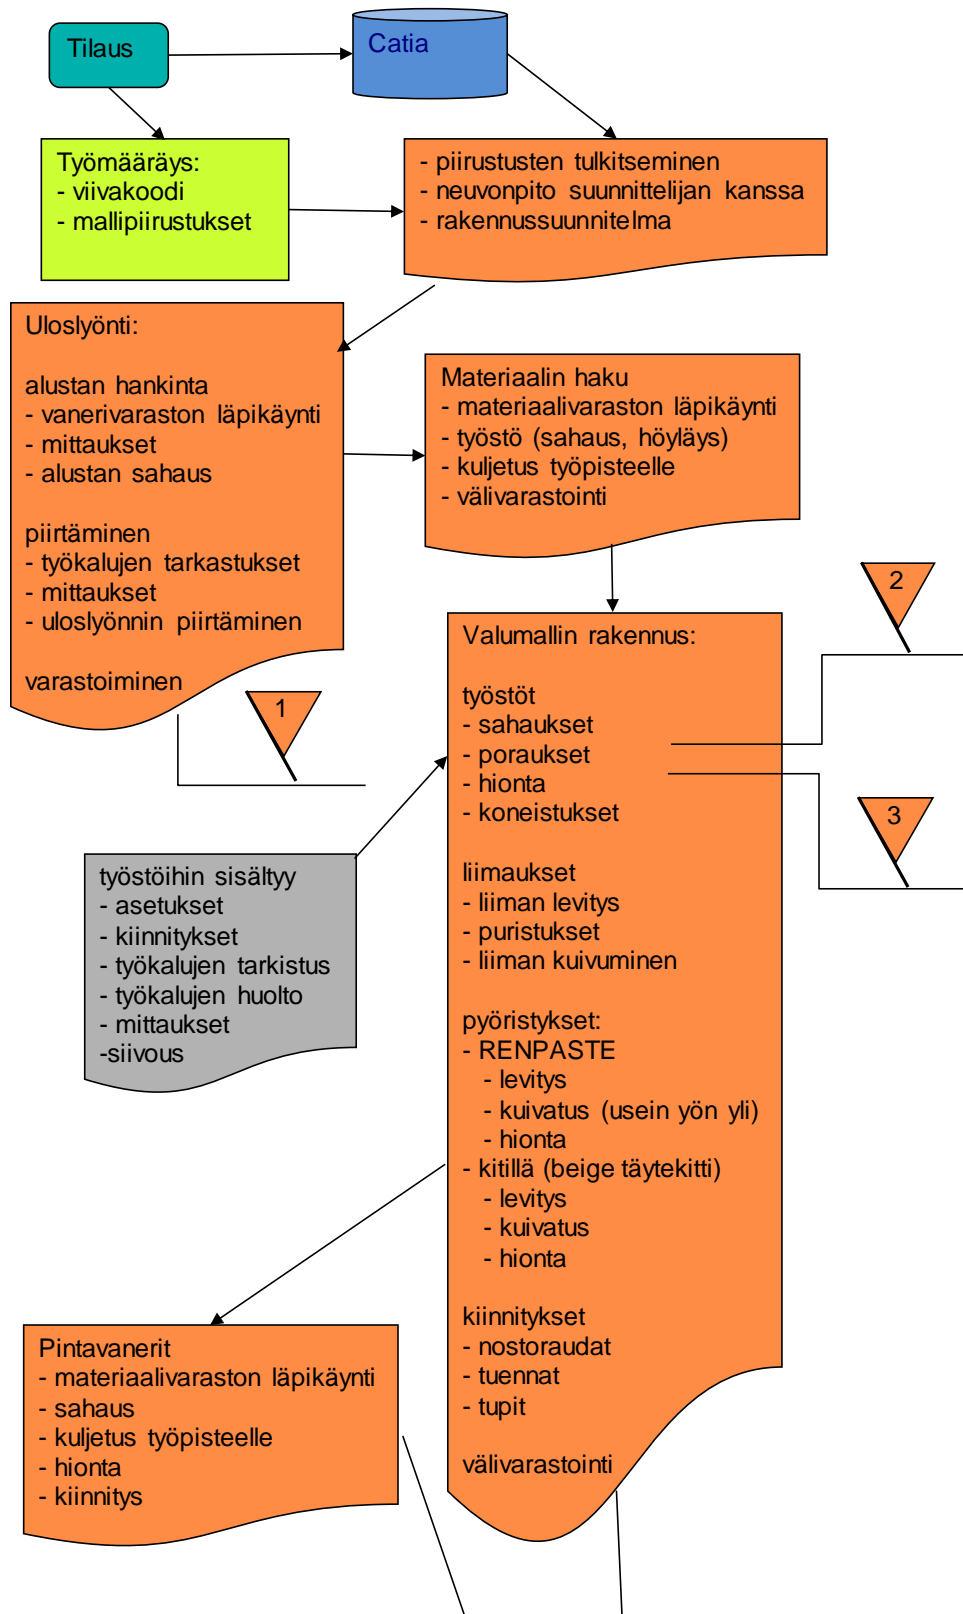 Tilaus
Catia
Työmääräys:
- viivakoodi
- mallipiirustukset
- piirustusten tulkitseminen
- neuvonpito suunnittelijan kanssa
- rakennussuunnitelma
Uloslyönti:
alustan hankinta
- vanerivaraston läpikäynti
- mittaukset
- alustan sahaus
piirtäminen
- työkalujen tarkastukset
- mittaukset
- uloslyönnin piirtäminen
varastoiminen
1
Materiaalin haku
- materiaalivaraston läpikäynti
- työstö (sahaus, höyläys)
- kuljetus työpisteelle
- välivarastointi
Valumallin rakennus:
työstöt
- sahaukset
- poraukset
- hionta
- koneistukset
liimaukset
- liiman levitys
- puristukset
- liiman kuivuminen
pyöristykset:
- RENPASTE
- levitys
- kuivatus (usein yön yli)
- hionta
- kitillä (beige täytekitti)
- levitys
- kuivatus
- hionta
kiinnitykset
- nostoraudat
- tuennat
- tupit
välivarastointi
2
3
työstöihin sisältyy
- asetukset
- kiinnitykset
- työkalujen tarkistus
- työkalujen huolto
- mittaukset
-siivous
Pintavanerit
- materiaalivaraston läpikäynti
- sahaus
- kuljetus työpisteelle
- hionta
- kiinnitys